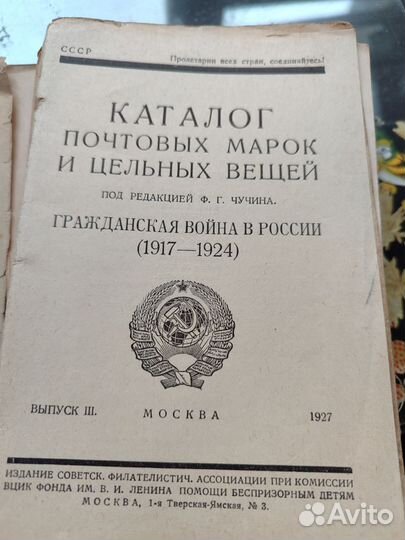 СССР
Пролетарии всех стран, соединяйтесь!
КАТАЛОГ
ПОЧТОВЫХ МАРОК
И ЦЕЛЬНЫХ ВЕЩЕЙ
ПОД РЕДАКЦИЕЙ Ф. Г. ЧУЧИНА.
ГРАЖДАНСКАЯ ВОЙНА В РОССИИ
(1917—1924)
ВЫПУСК III. МОСКВА 1927
ИЗДАНИЕ СОВЕТСК. ФИЛАТЕЛИСТИЧ. АССОЦИАЦИИ ПРИ КОМИССИИ
ВЦИК ФОНДА ИМ. В. И. ЛЕНИНА ПОМОЩИ БЕСПРИЗОРНЫМ ДЕТЯМ
МОСКВА, 1-я Тверская-Ямская, № 3.
Avito